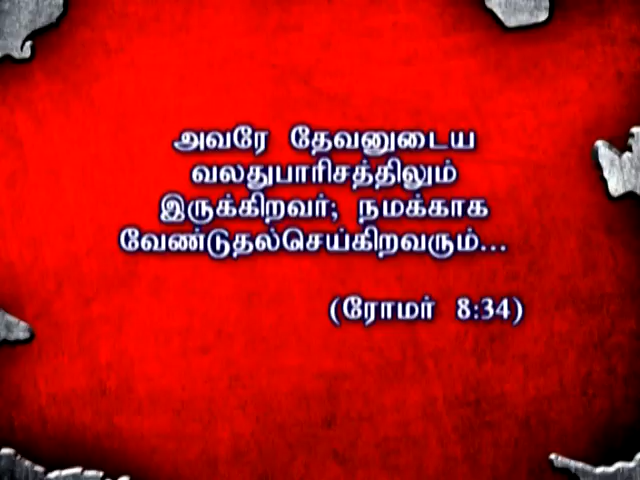 அவரே தேவனுடைய
வலதுபாரிசத்திலும்
இருக்கிறவர்; நமக்காக
வேண்டுதல்செய்கிறவரும்...
(ரோமர் 8:34)